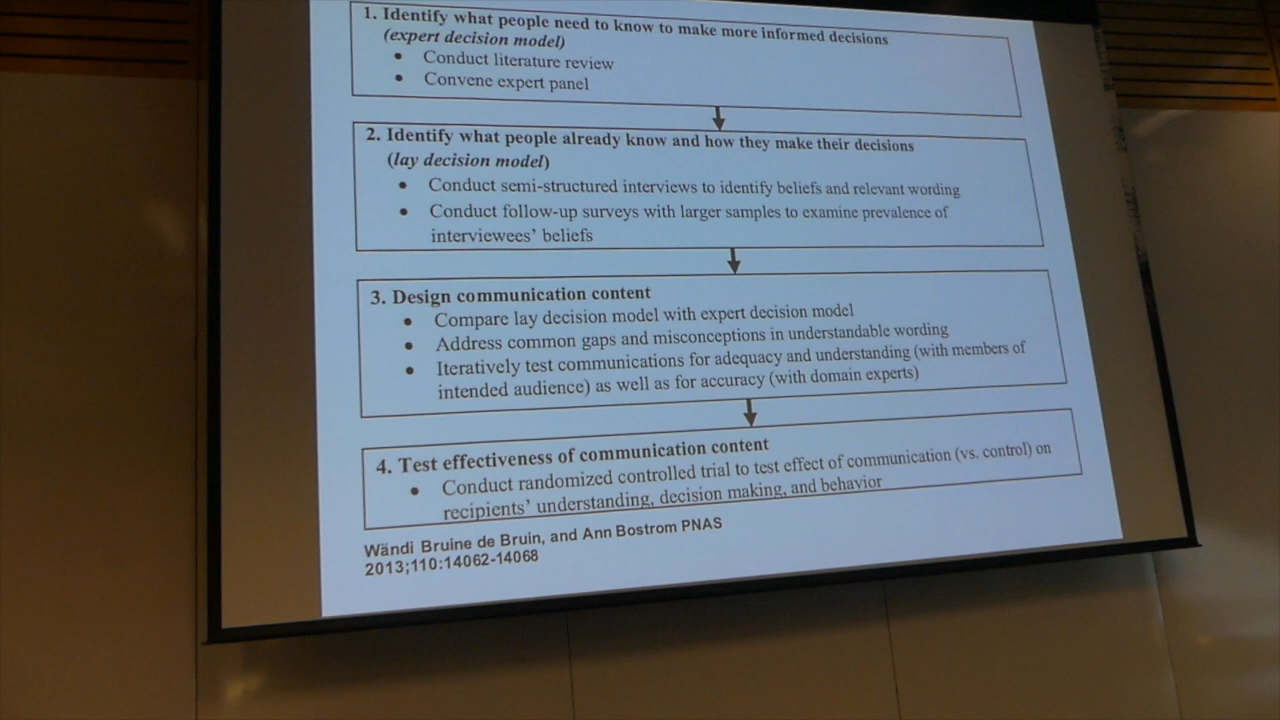 1. Identify what people need to know to make more informed decisions
(expert decision model)
• Conduct literature review
• Convene expert panel
2. Identify what people already know and how they make their decisions
(lay decision model)
• Conduct semi-structured interviews to identify beliefs and relevant wording
• Conduct follow-up surveys with larger samples to examine prevalence of
interviewees’ beliefs
3. Design communication content
• Compare lay decision model with expert decision model
• Address common gaps and misconceptions in understandable wording
• Iteratively test communications for adequacy and understanding (with members of
intended audience) as well as for accuracy (with domain experts)
4. Test effectiveness of communication content
• Conduct randomized controlled trial to test effect of communication (vs. control) on
recipients’ understanding, decision making, and behavior
Wändi Bruine de Bruin, and Ann Bostrom PNAS
2013;110:14062-14068